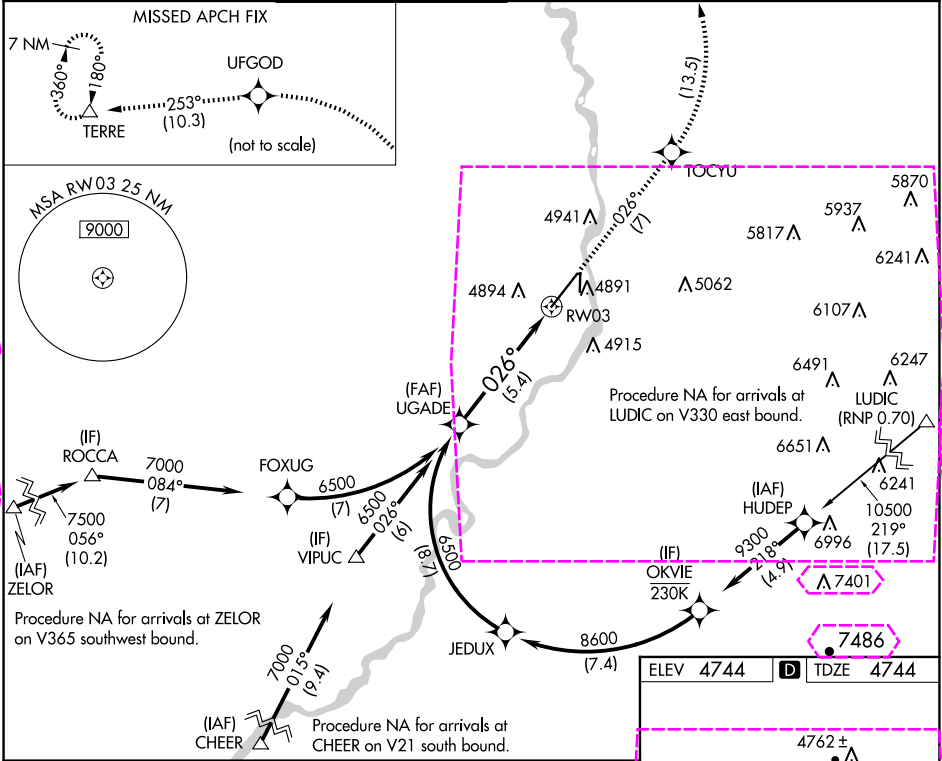 MISSED APCH FIX
7 NM
360°
180°
TERRE
UFGOD
253°
(10.3)
(not to scale)
MSA RW03 25 NM
9000
(13.5)
TOCYU
026°
(7)
4941
5870
5937
5817
6241
4894
4891
5062
RW03
6107
4915
026°
(5.4)
(FAF)
UGADE
6491
6247
Procedure NA for arrivals at
LUDIC on V330 east bound.
LUDIC
(RNP 0.70)
6651
6241
10500
219°
(17.5)
(IF)
ROCCA
7000
084°
(7)
FOXUG
6500
(7)
7500
056°
(10.2)
(IAF)
ZELOR
6500
026°
(6)
(IF)
VIPUC
6500
(8.7)
(IAF)
HUDEP
6996
9300
218°
(4.9)
(IF)
OKVIE
230K
7401
Procedure NA for arrivals at ZELOR
on V365 southwest bound.
JEDUX
8600
(7.4)
7486
7000
015°
(9.4)
(IAF)
CHEER
Procedure NA for arrivals at
CHEER on V21 south bound.
ELEV 4744 D TDZE 4744
4762 ±